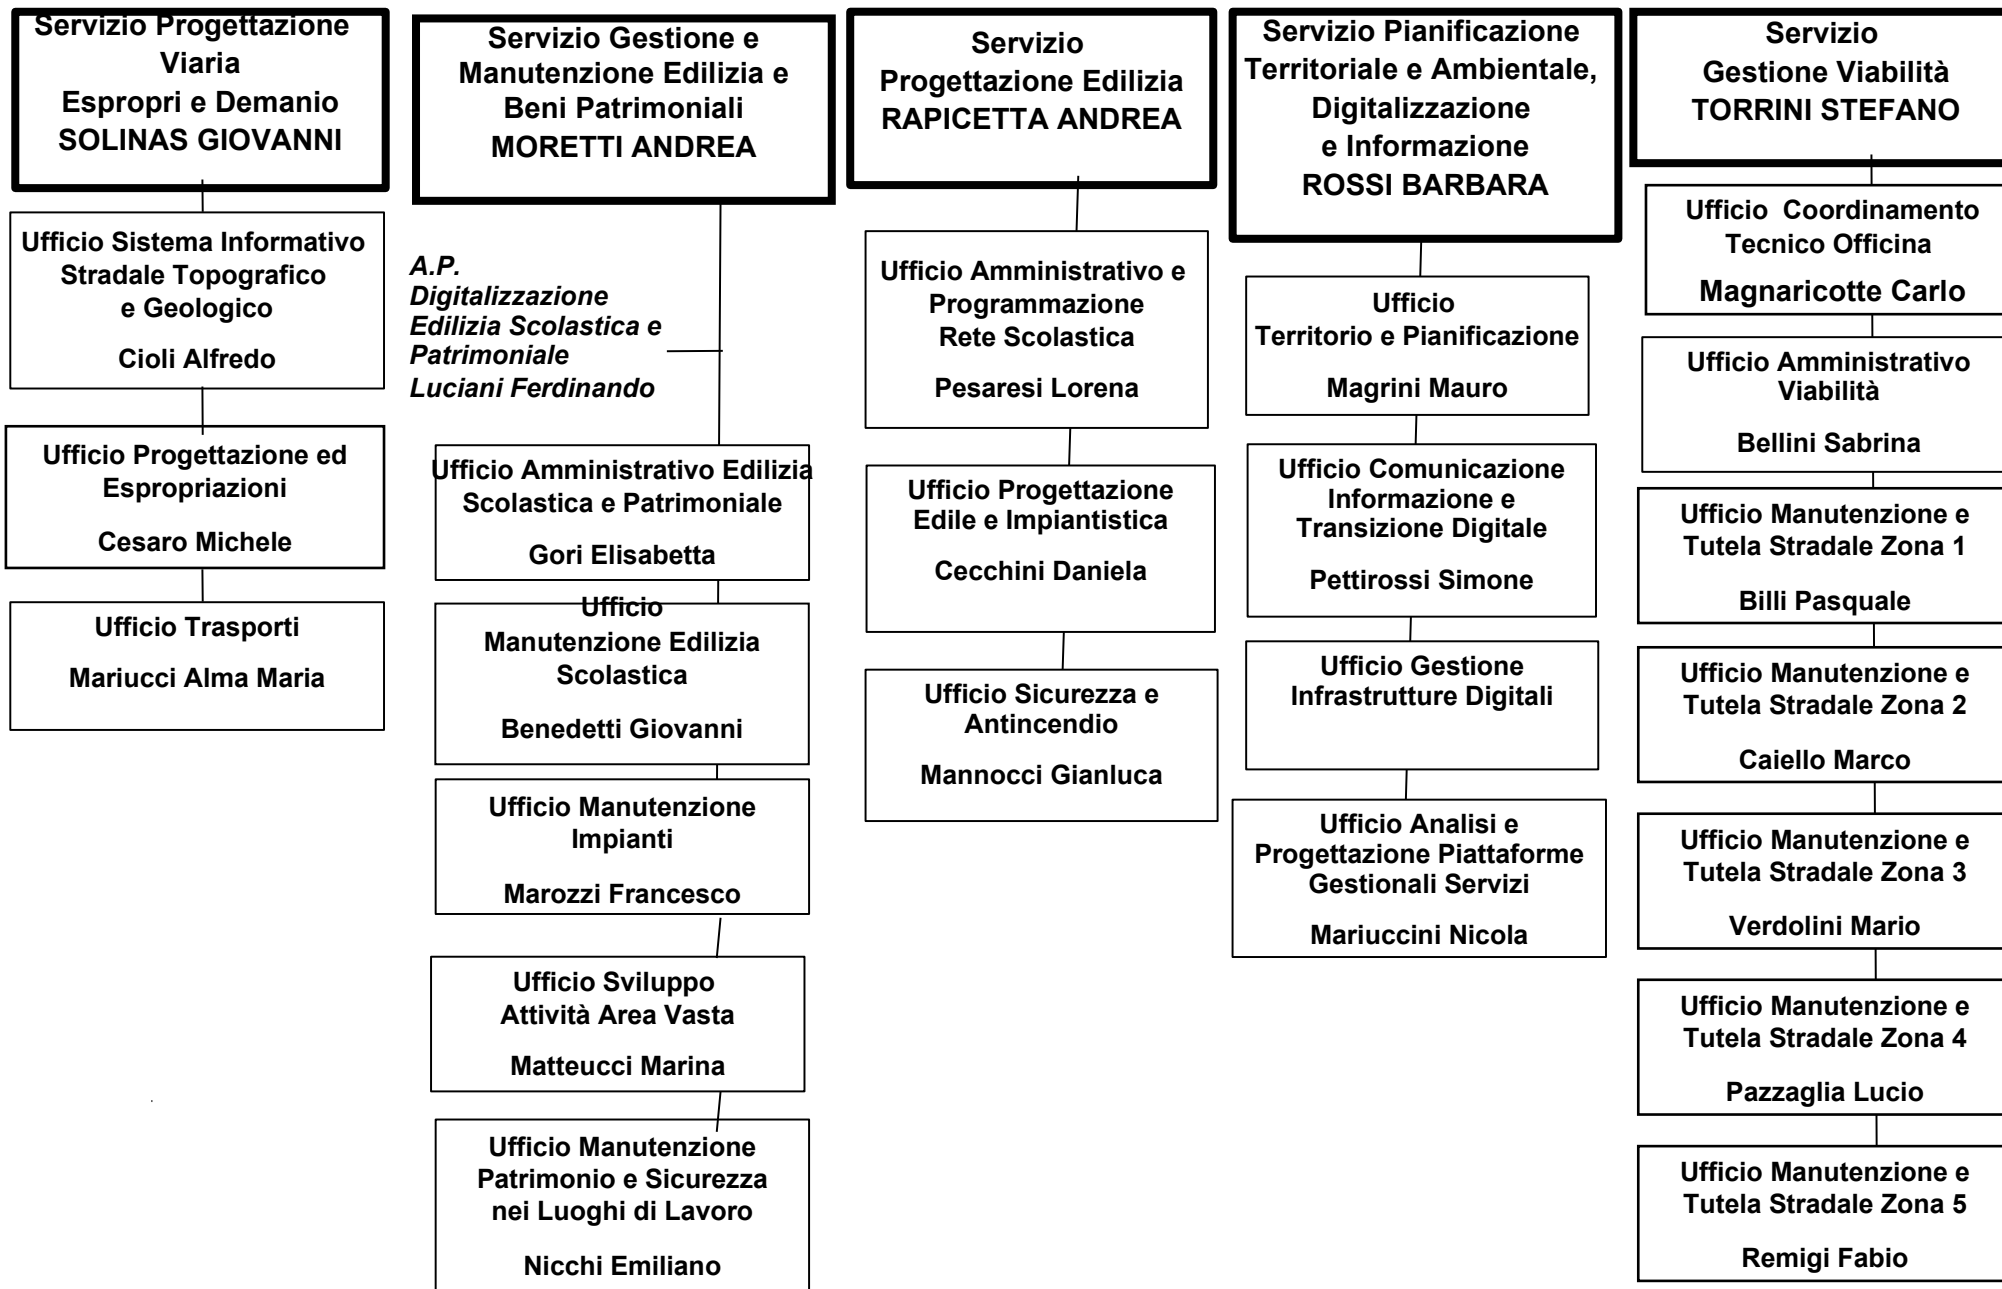 Servizio Progettazione
Viaria
Espropri e Demanio
SOLINAS GIOVANNI
Ufficio Sistema Informativo
Stradale Topografico
e Geologico
Cioli Alfredo
Ufficio Progettazione ed
Espropriazioni
Cesaro Michele
Ufficio Trasporti
Mariucci Alma Maria
Servizio Gestione e
Manutenzione Edilizia e
Beni Patrimoniali
MORETTI ANDREA
A.P.
Digitalizzazione
Edilizia Scolastica e
Patrimoniale
Luciani Ferdinando
Ufficio Amministrativo Edilizia
Scolastica e Patrimoniale
Gori Elisabetta
Ufficio
Manutenzione Edilizia
Scolastica
Benedetti Giovanni
Ufficio Manutenzione
Impianti
Marozzi Francesco
Ufficio Sviluppo
Attività Area Vasta
Matteucci Marina
Ufficio Manutenzione
Patrimonio e Sicurezza
nei Luoghi di Lavoro
Nicchi Emiliano
Servizio
Progettazione Edilizia
RAPICETTA ANDREA
Ufficio Amministrativo e
Programmazione
Rete Scolastica
Pesaresi Lorena
Ufficio Progettazione
Edile e Impiantistica
Cecchini Daniela
Ufficio Sicurezza e
Antincendio
Mannocci Gianluca
Servizio Pianificazione
Territoriale e Ambientale,
Digitalizzazione
e Informazione
ROSSI BARBARA
Ufficio
Territorio e Pianificazione
Magrini Mauro
Ufficio Comunicazione
Informazione e
Transizione Digitale
Pettirossi Simone
Ufficio Gestione
Infrastrutture Digitali
Ufficio Analisi e
Progettazione Piattaforme
Gestionali Servizi
Mariuccini Nicola
Servizio
Gestione Viabilità
TORRINI STEFANO
Ufficio Coordinamento
Tecnico Officina
Magnaricotte Carlo
Ufficio Amministrativo
Viabilità
Bellini Sabrina
Ufficio Manutenzione e
Tutela Stradale Zona 1
Billi Pasquale
Ufficio Manutenzione e
Tutela Stradale Zona 2
Caiello Marco
Ufficio Manutenzione e
Tutela Stradale Zona 3
Verdolini Mario
Ufficio Manutenzione e
Tutela Stradale Zona 4
Pazzaglia Lucio
Ufficio Manutenzione e
Tutela Stradale Zona 5
Remigi Fabio